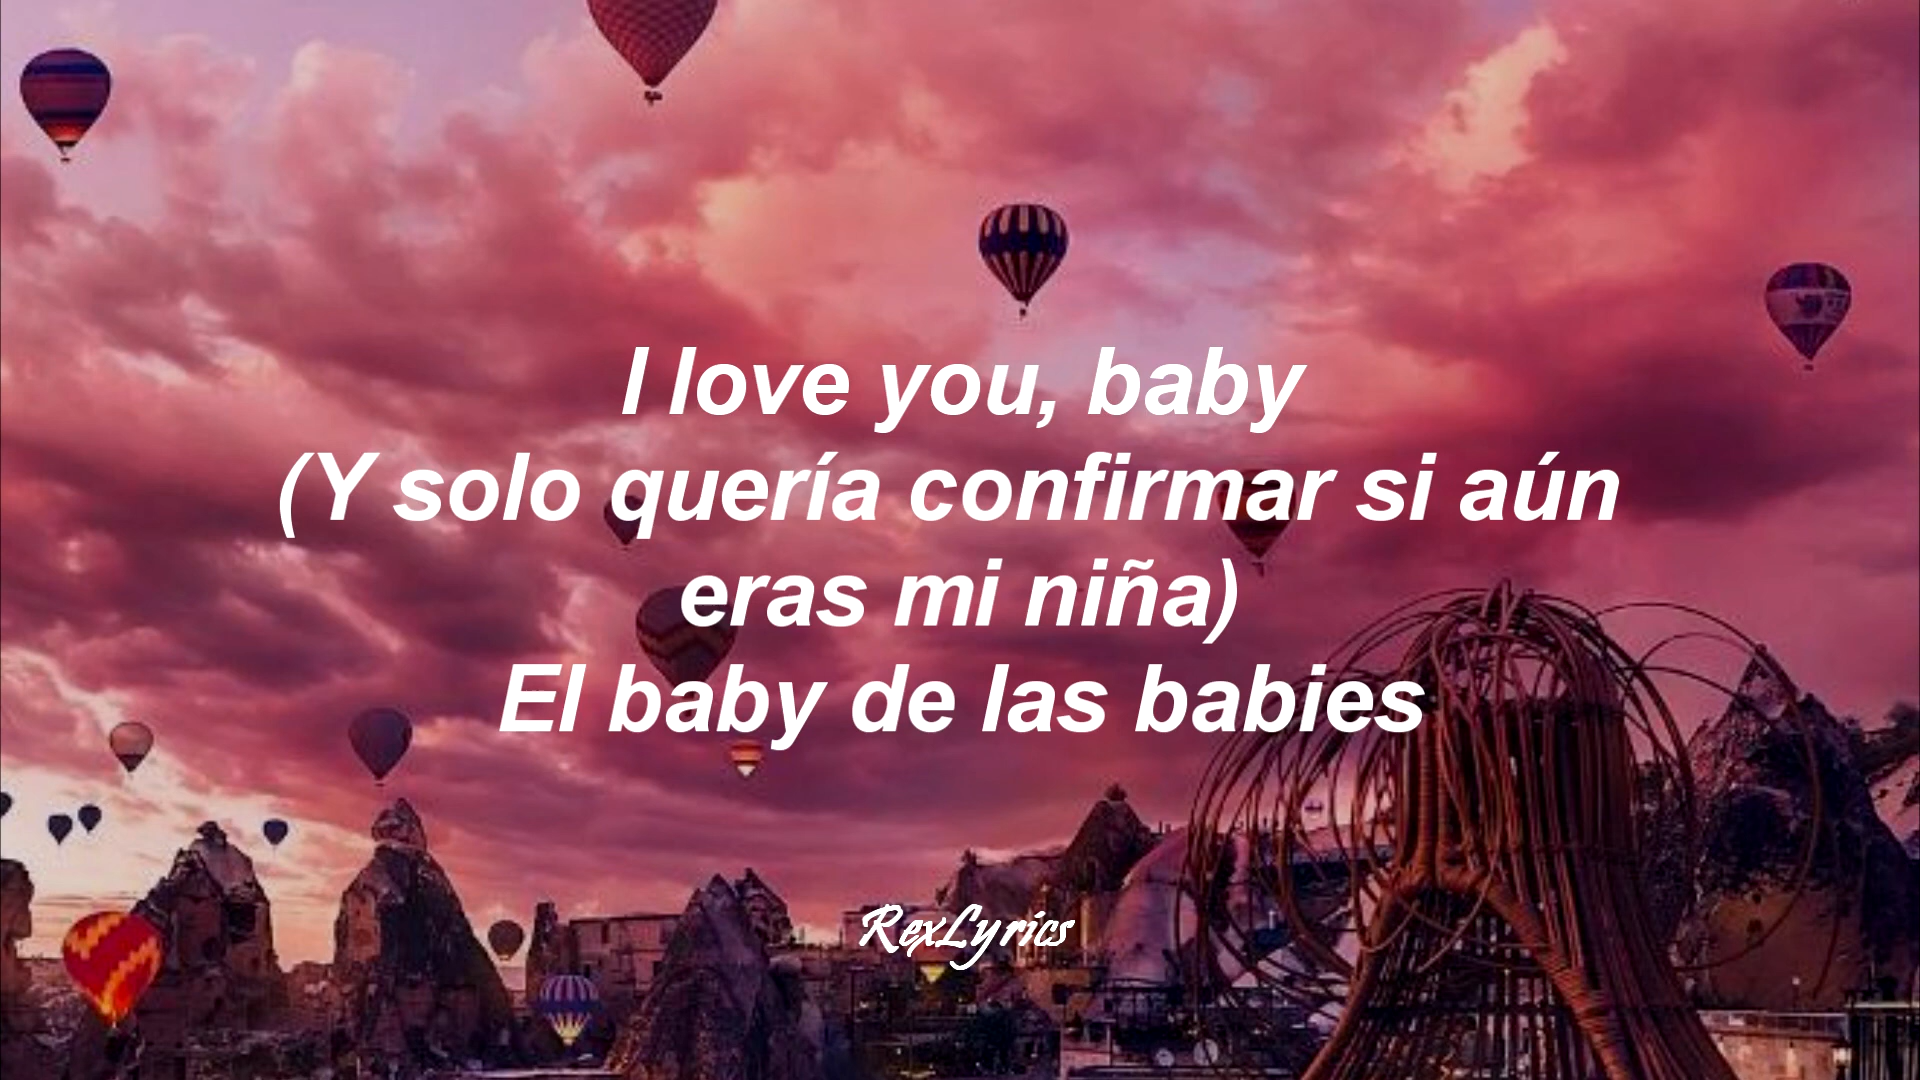 I love you, baby
(Y solo quería confirmar si aún
eras mi niña)
El baby de las babies
RexLyrics